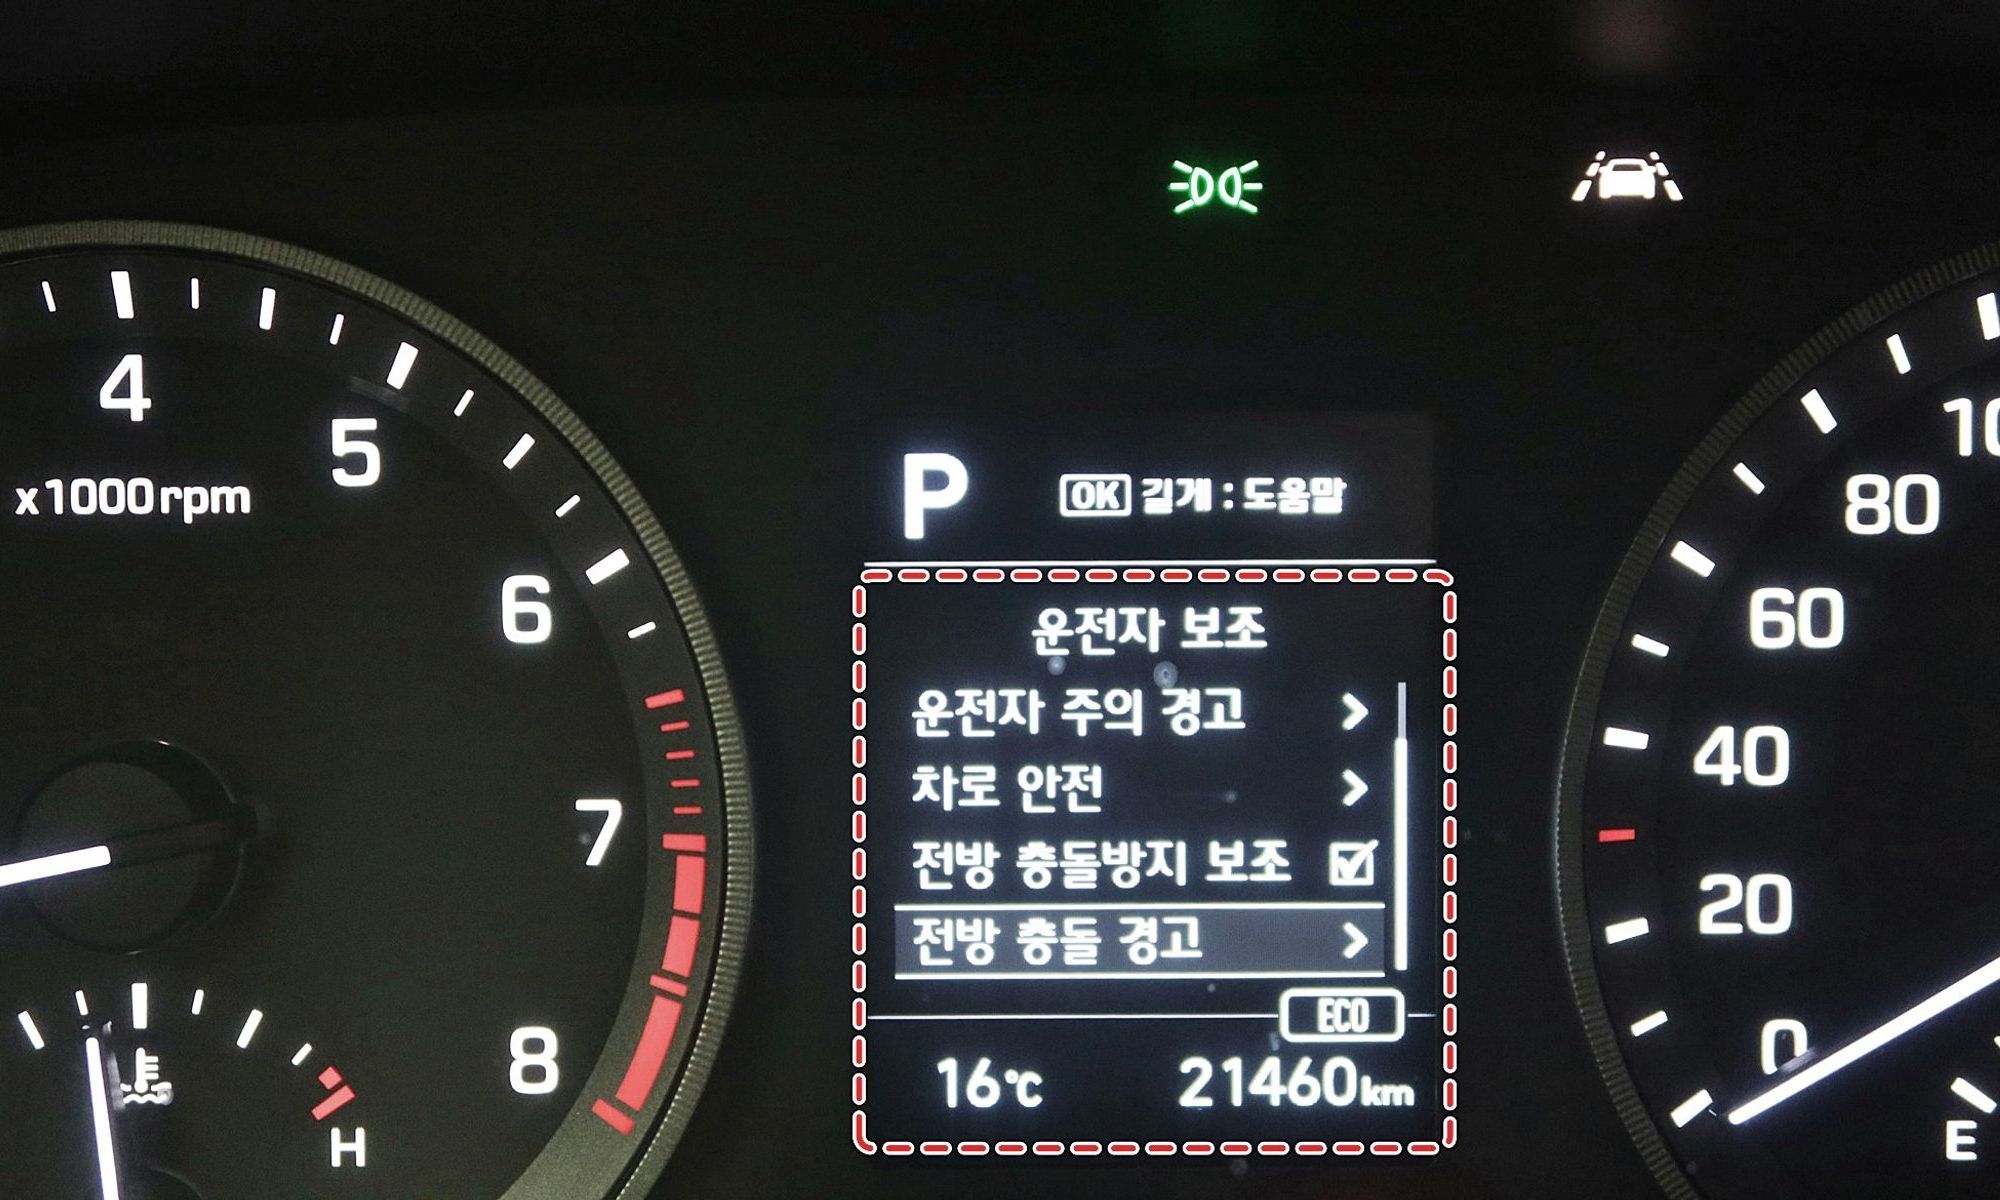 4
5
x1000rpm
6
7
8
H
P
OK 길게 : 도움말
운전자 보조
운전자 주의 경고
차로 안전
전방 충돌방지 보조
전방 충돌 경고
ECO
16℃ 21460km
80
60
40
20
0
E